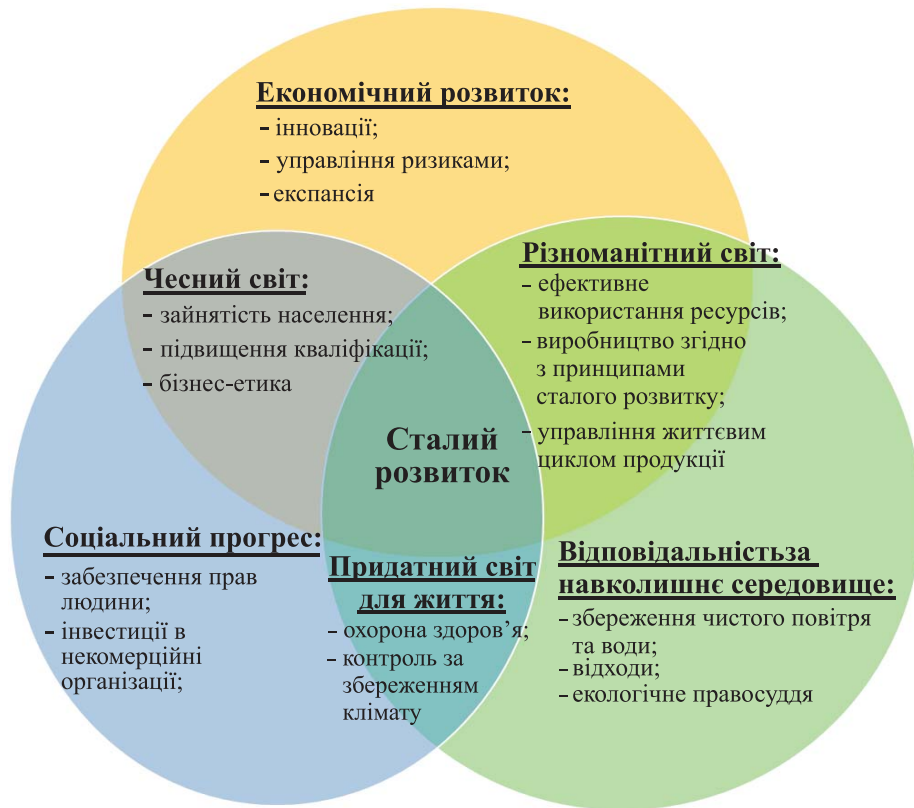 Економічний розвиток:
– інновації;
– управління ризиками;
– експансія
Чесний світ:
– зайнятість населення;
– підвищення кваліфікації;
– бізнес-етика
Різноманітний світ:
– ефективне
використання ресурсів;
– виробництво згідно
з принципами
сталого розвитку;
– управління життєвим
циклом продукції
Сталий
розвиток
Соціальний прогрес:
– забезпечення прав
людини;
– інвестиції в
некомерційні
організації;
Придатний світ
для життя:
– охорона здоров’я;
– контроль за
збереженням
клімату
Відповідальністьза
навколишнє середовище:
– збереження чистого повітря
та води;
– відходи;
– екологічне правосуддя